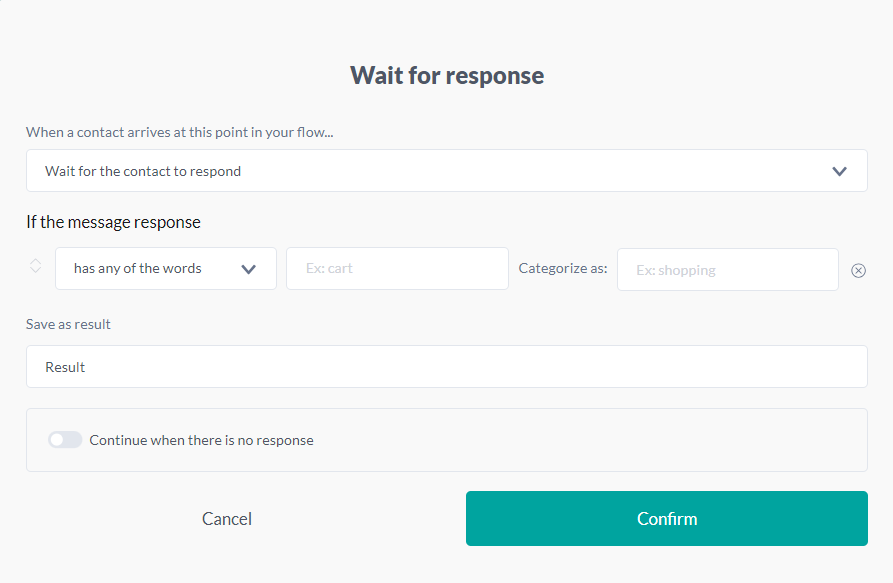 Wait for response
When a contact arrives at this point in your flow...
Wait for the contact to respond
If the message response
has any of the words Ex: cart Categorize as: Ex: shopping
Save as result
Result
Continue when there is no response
Cancel Confirm